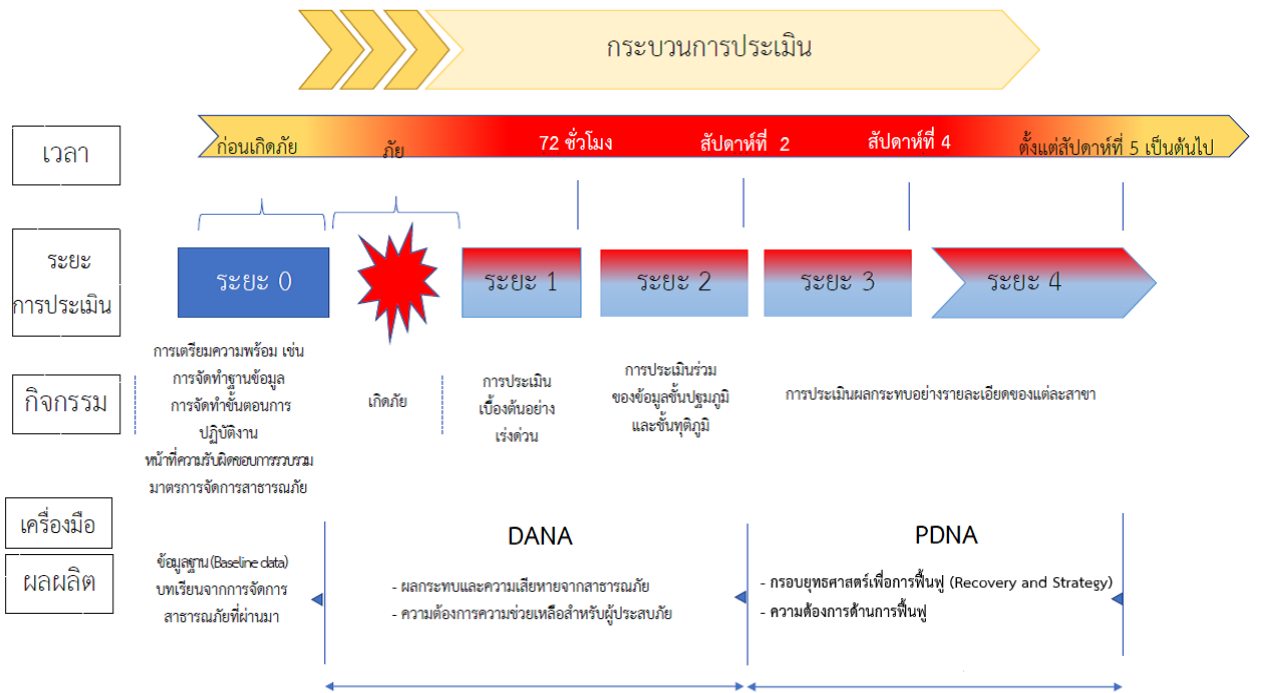 กระบวนการประเมิน
เวลา
ก่อนเกิดภัย
ภัย
72 ชั่วโมง
สัปดาห์ที่ 2
สัปดาห์ที่ 4
ตั้งแต่สัปดาห์ที่ 5 เป็นต้นไป
ระยะ
การประเมิน
ระยะ 0
ระยะ 1
ระยะ 2
ระยะ 3
ระยะ 4
กิจกรรม
การเตรียมความพร้อม เช่น
การจัดทำฐานข้อมูล
การจัดทำขั้นตอนการ
ปฏิบัติงาน
หน้าที่ความรับผิดชอบการรวบรวม
มาตรการจัดการสาธารณภัย
เกิดภัย
การประเมิน
เบื้องต้นอย่าง
เร่งด่วน
การประเมินร่วม
ของข้อมูลชั้นปฐมภูมิ
และชั้นทุติภูมิ
การประเมินผลกระทบอย่างรายละเอียดของแต่ละสาขา
เครื่องมือ
DANA
PDNA
ผลผลิต
ข้อมูลฐาน (Baseline data)
บทเรียนจากการจัดการ
สาธารณภัยที่ผ่านมา
- ผลกระทบและความเสียหายจากสาธารณภัย
- ความต้องการความช่วยเหลือสำหรับผู้ประสบภัย
- กรอบยุทธศาสตร์เพื่อการฟื้นฟู (Recovery and Strategy)
- ความต้องการด้านการฟื้นฟู